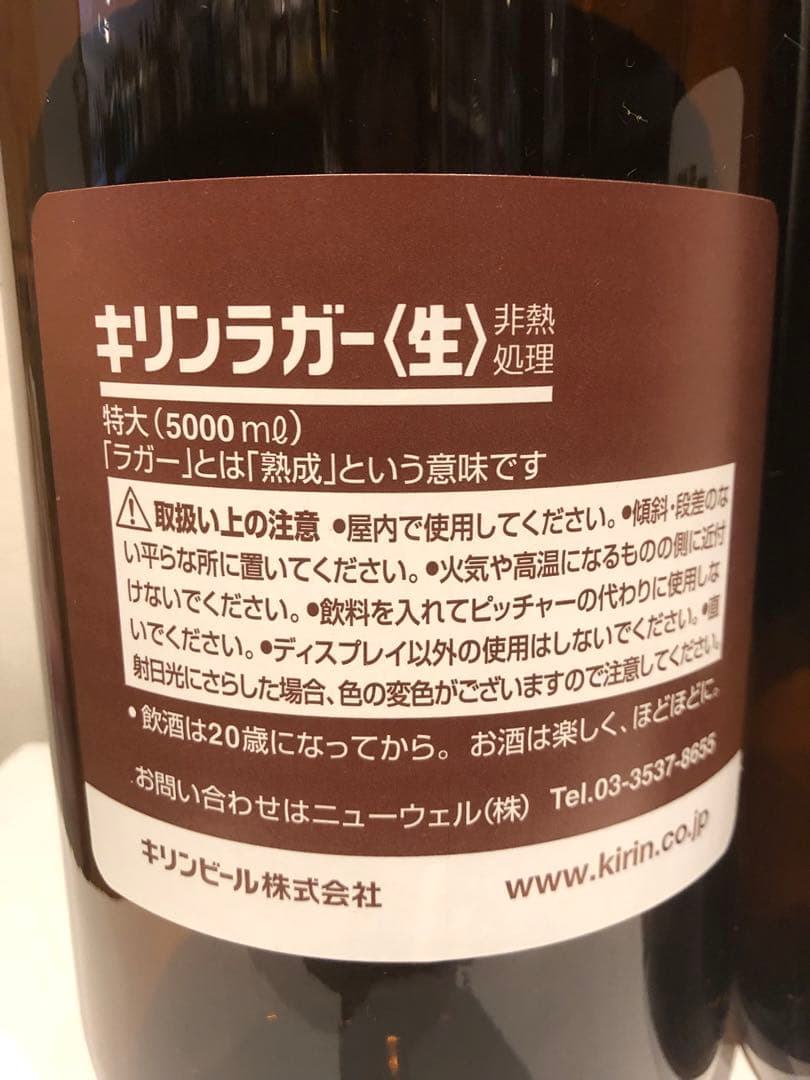 キリンラガー〈生〉非熱処理
特大(5000mℓ)
「ラガー」とは「熟成」という意味です
⚠取扱い上の注意 ●屋内で使用してください。●傾斜・段差のな
い平らな所に置いてください。●火気や高温になるものの側に近付
けないでください。●飲料を入れてピッチャーの代わりに使用しな
いでください。●ディスプレイ以外の使用はしないでください。●直
射日光にさらした場合、色の変色がございますので注意してください。
●飲酒は20歳になってから。 お酒は楽しく、ほどほどに。
お問い合わせはニューウェル(株) Tel.03-3537-8655
キリンビール株式会社 www.kirin.co.jp